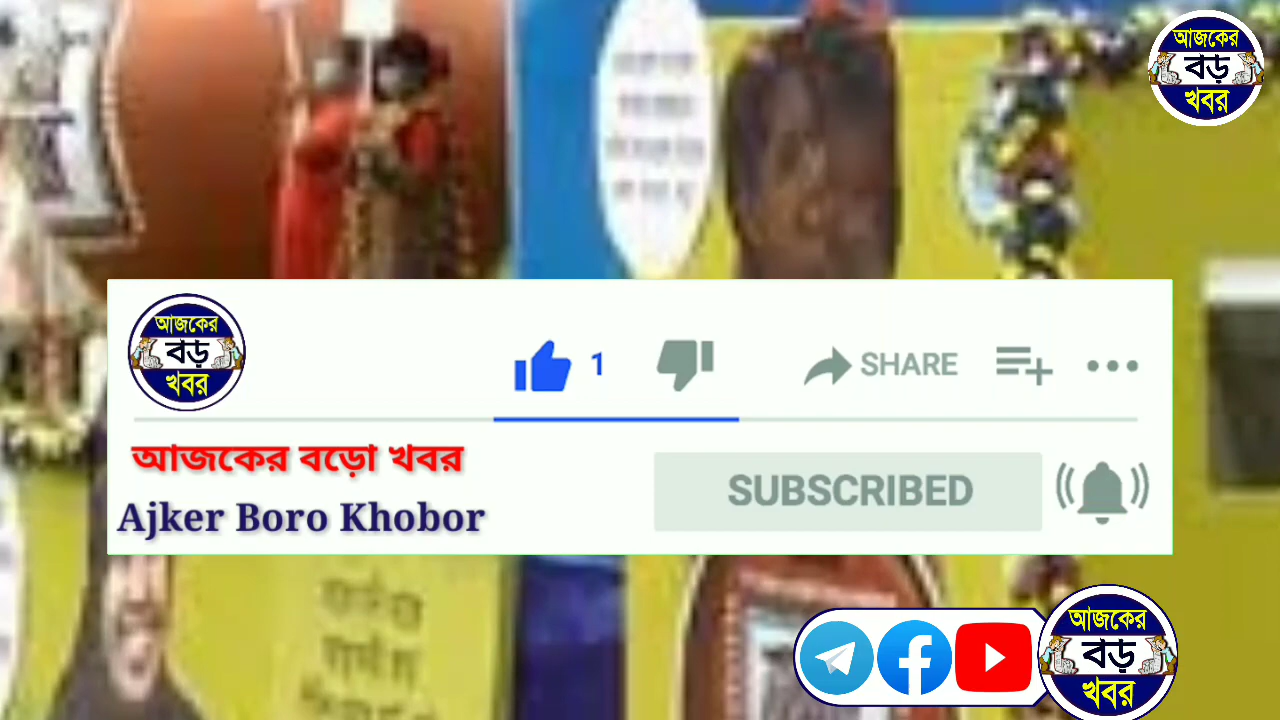 আজকের
বড়
খবর
আজকের
বড়
খবর
1
SHARE
আজকের বড়ো খবর
SUBSCRIBED
Ajker Boro Khobor
আজকের
বড়
খবর